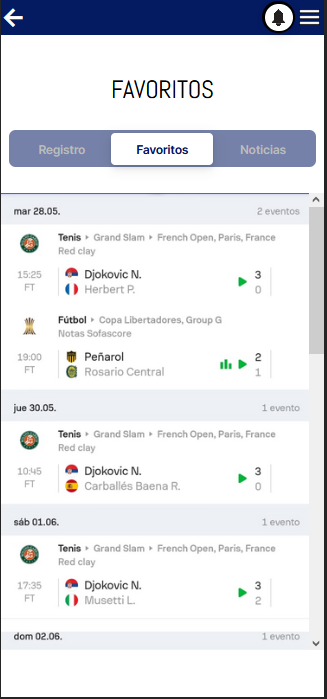 FAVORITOS
Registro Favoritos Noticias
mar 28.05. 2 eventos
Tenis Grand Slam French Open, Paris, France
Red clay
15:25 Djokovic N. 3
FT Herbert P. 0
Fútbol Copa Libertadores, Group G
Notas Sofascore
19:00 Peñarol 2
FT Rosario Central 1
jue 30.05. 1 evento
Tenis Grand Slam French Open, Paris, France
Red clay
10:45 Djokovic N. 3
FT Carballés Baena R. 0
sáb 01.06. 1 evento
Tenis Grand Slam French Open, Paris, France
Red clay
17:35 Djokovic N. 3
FT Musetti L. 2
dom 02.06. 1 evento